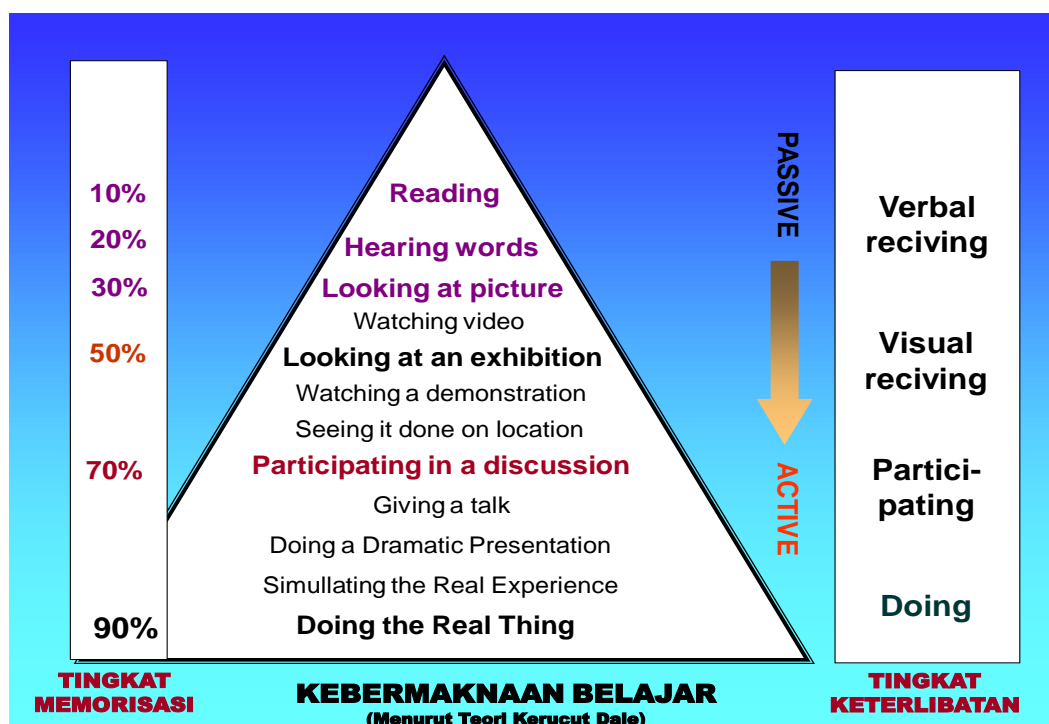 10%
20%
30%
50%
70%
90%
TINGKAT
MEMORISASI
Reading
Hearing words
Looking at picture
Watching video
Looking at an exhibition
Watching a demonstration
Seeing it done on location
Participating in a discussion
Giving a talk
Doing a Dramatic Presentation
Simullating the Real Experience
Doing the Real Thing
KEBERMAKNAAN BELAJAR
(Menurut Teori Kerucut Dale)
PASSIVE
ACTIVE
Verbal
reciving
Visual
reciving
Partici-
pating
Doing
TINGKAT
KETERLIBATAN